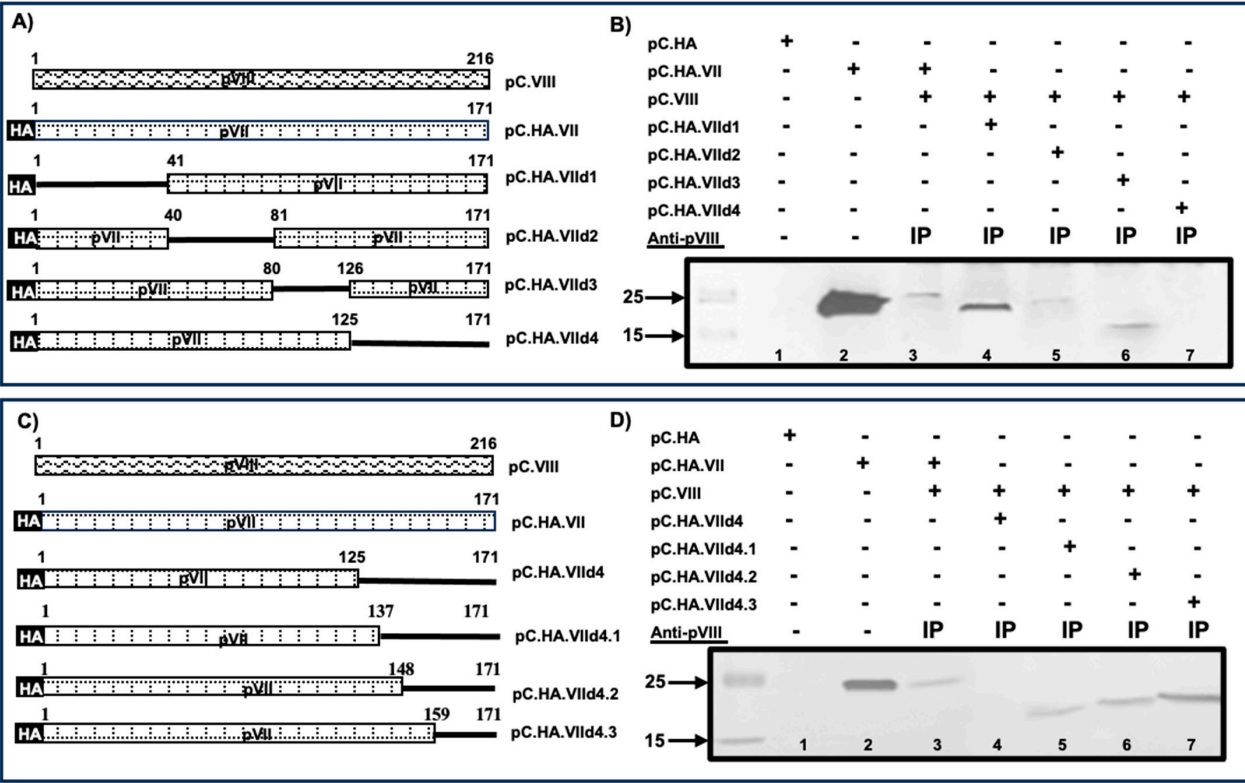 A)
1 216
pVIII pC.VIII
1 171
HA pVII pC.HA.VII
1 41 171
HA pVII pC.HA.VIId1
1 40 81 171
HA pVII pVII pC.HA.VIId2
1 80 126 171
HA pVII pVII pC.HA.VIId3
1 125 171
HA pVII pC.HA.VIId4
B)
pC.HA + - - - - - -
pC.HA.VII - + + - - - -
pC.VIII - - + + + + +
pC.HA.VIId1 - - - + - - -
pC.HA.VIId2 - - - - + - -
pC.HA.VIId3 - - - - - + -
pC.HA.VIId4 - - - - - - +
Anti-pVIII - - IP IP IP IP IP
25
15
1 2 3 4 5 6 7
C)
1 216
pVIII pC.VIII
1 171
HA pVII pC.HA.VII
1 125 171
HA pVII pC.HA.VIId4
1 137 171
HA pVII pC.HA.VIId4.1
1 148 171
HA pVII pC.HA.VIId4.2
1 159 171
HA pVII pC.HA.VIId4.3
D)
pC.HA + - - - - - -
pC.HA.VII - + + - - - -
pC.VIII - - + + + + +
pC.HA.VIId4 - - - + - - -
pC.HA.VIId4.1 - - - - + - -
pC.HA.VIId4.2 - - - - - + -
pC.HA.VIId4.3 - - - - - - +
Anti-pVIII - - IP IP IP IP IP
25
15
1 2 3 4 5 6 7